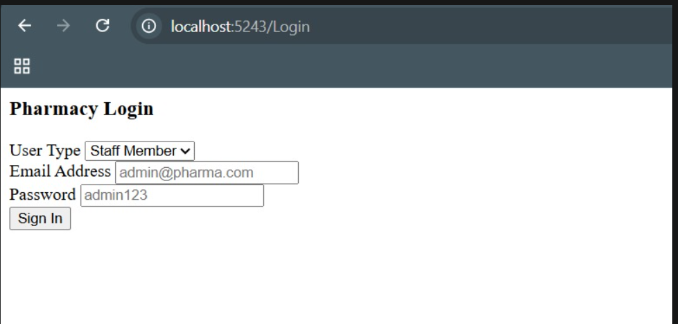 localhost:5243/Login
Pharmacy Login
User Type Staff Member
Email Address admin@pharma.com
Password admin123
Sign In